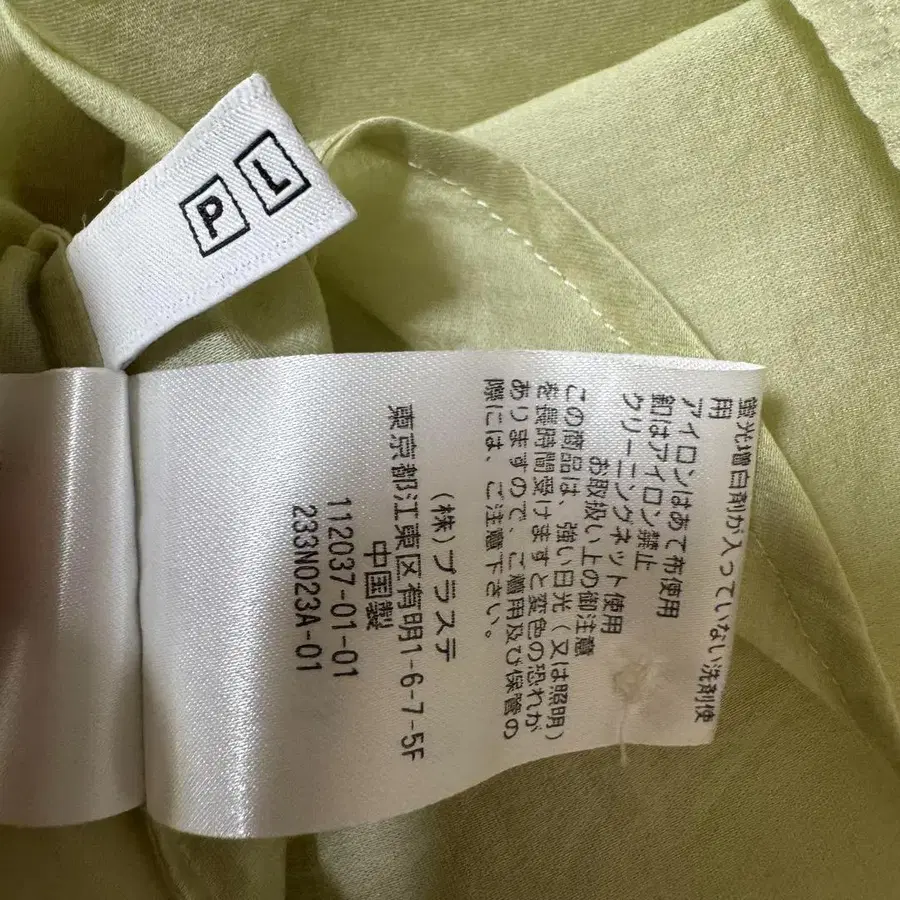 P L
蛍光増白剤が入っていない洗剤使
用
アイロンはあて布使用
釦はアイロン禁止
クリーニングネット使用
お取扱い上の御注意
この商品は、強い日光(又は照明)
を長時間受けますと変色の恐れが
ありますので、ご着用及び保管の
際には、ご注意下さい。
(株)プラステ
東京都江東区有明1-6-7-5F
中国製
112037-01-01
233N023A-01